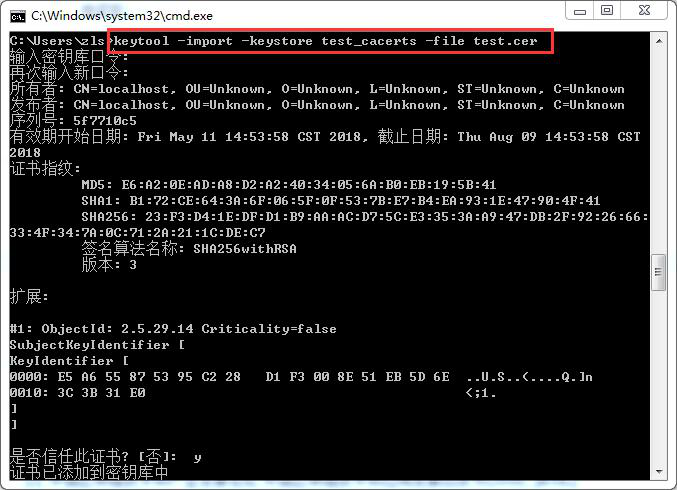 C:\Windows\system32\cmd.exe
C:\Users\zls>keytool -import -keystore test_cacerts -file test.cer
输入密钥库口令:
再次输入新口令:
所有者: CN=localhost, OU=Unknown, O=Unknown, L=Unknown, ST=Unknown, C=Unknown
发布者: CN=localhost, OU=Unknown, O=Unknown, L=Unknown, ST=Unknown, C=Unknown
序列号: 5f7710c5
有效期开始日期: Fri May 11 14:53:58 CST 2018, 截止日期: Thu Aug 09 14:53:58 CST
2018
证书指纹:
MD5: E6:A2:0E:AD:A8:D2:A2:40:34:05:6A:B0:EB:19:5B:41
SHA1: B1:72:CE:64:3A:6F:06:5F:0F:53:7B:E7:B4:EA:93:1E:47:90:4F:41
SHA256: 23:F3:D4:1E:DF:D1:B9:AA:AC:D7:5C:E3:35:3A:A9:47:DB:2F:92:26:66:
33:4F:34:7A:0C:71:2A:21:1C:DE:C7
签名算法名称: SHA256withRSA
版本: 3
扩展:
#1: ObjectId: 2.5.29.14 Criticality=false
SubjectKeyIdentifier [
KeyIdentifier [
0000: E5 A6 55 87 53 95 C2 28   D1 F3 00 8E 51 EB 5D 6E  ..U.S..(....Q.]n
0010: 3C 3B 31 E0                                        <;1.
]
]
是否信任此证书? [否]:  y
证书已添加到密钥库中